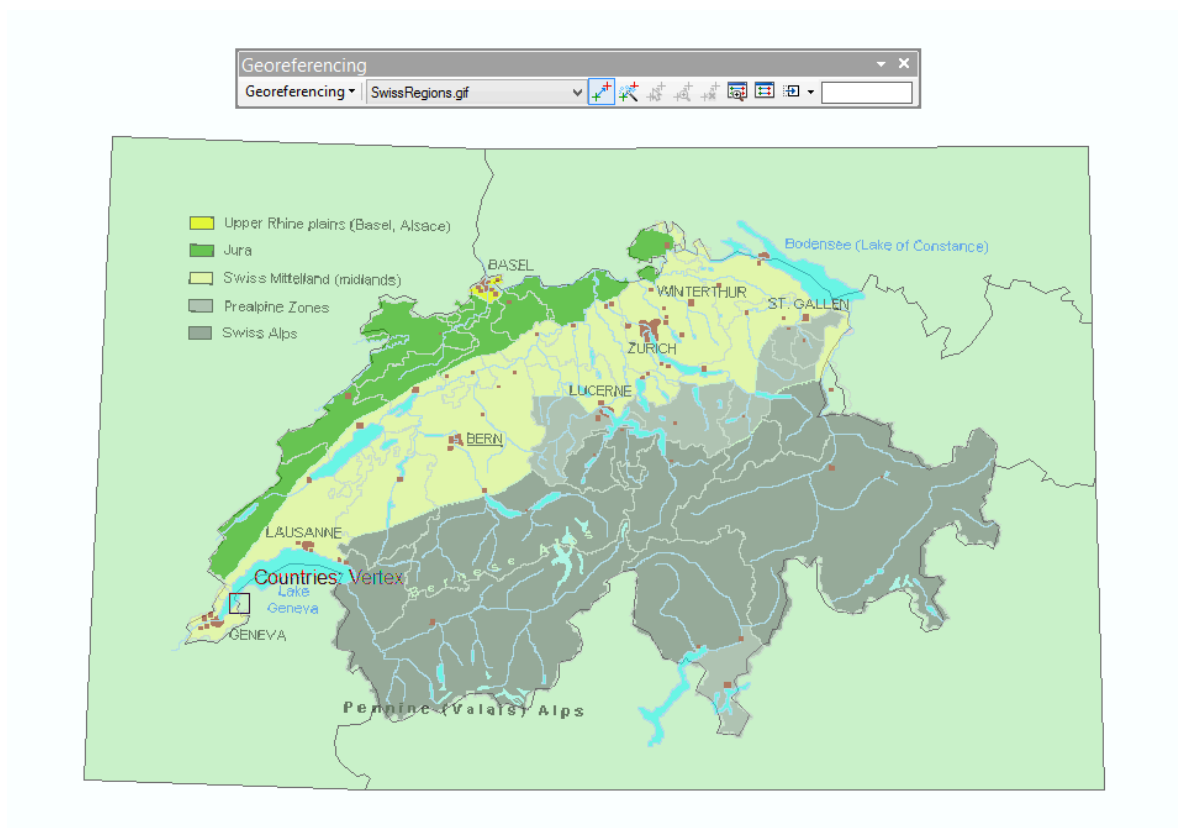 Georeferencing
Georeferencing SwissRegions.gif
Upper Rhine plains (Basel, Alsace)
Jura
Swiss Mittelland (midlands)
Prealpine Zones
Swiss Alps
Bodensee (Lake of Constance)
BASEL
WINTERTHUR
ST. GALLEN
ZURICH
LUCERNE
BERN
LAUSANNE
Bernese Alps
Countries: Vertex
Lake
Geneva
GENEVA
Pennine (Valais) Alps